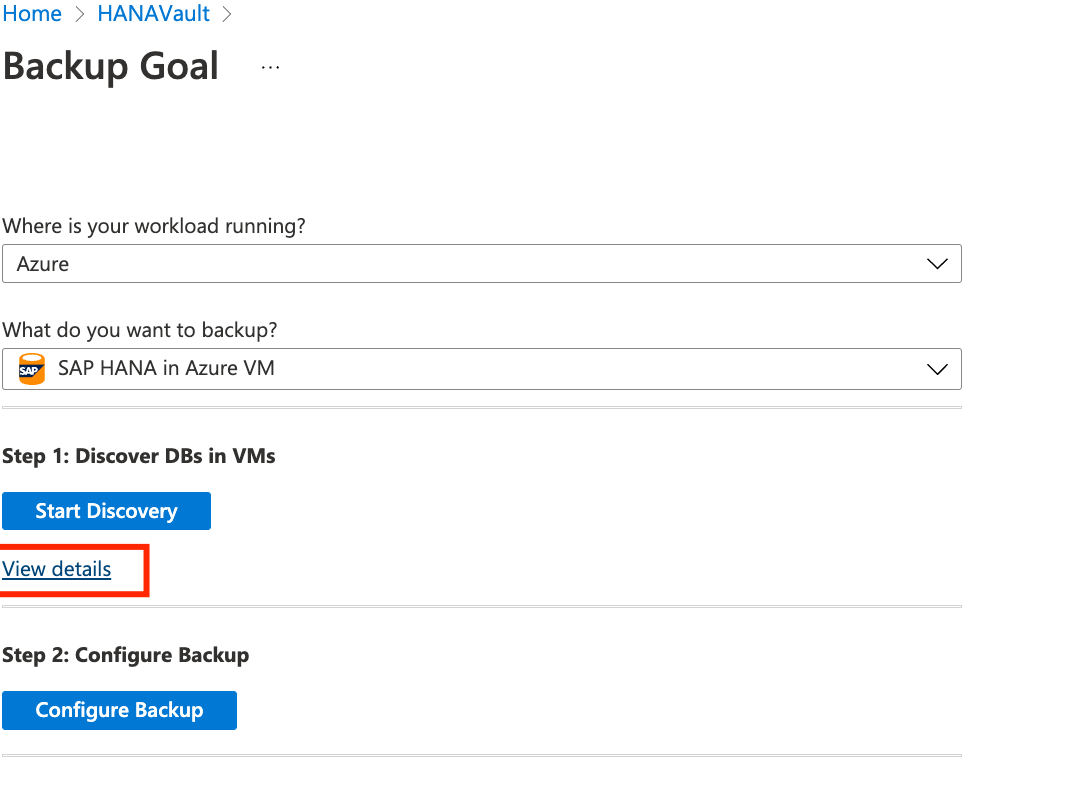 Home > HANAVault >
Backup Goal ...
Where is your workload running?
Azure
What do you want to backup?
SAP SAP HANA in Azure VM
Step 1: Discover DBs in VMs
Start Discovery
View details
Step 2: Configure Backup
Configure Backup